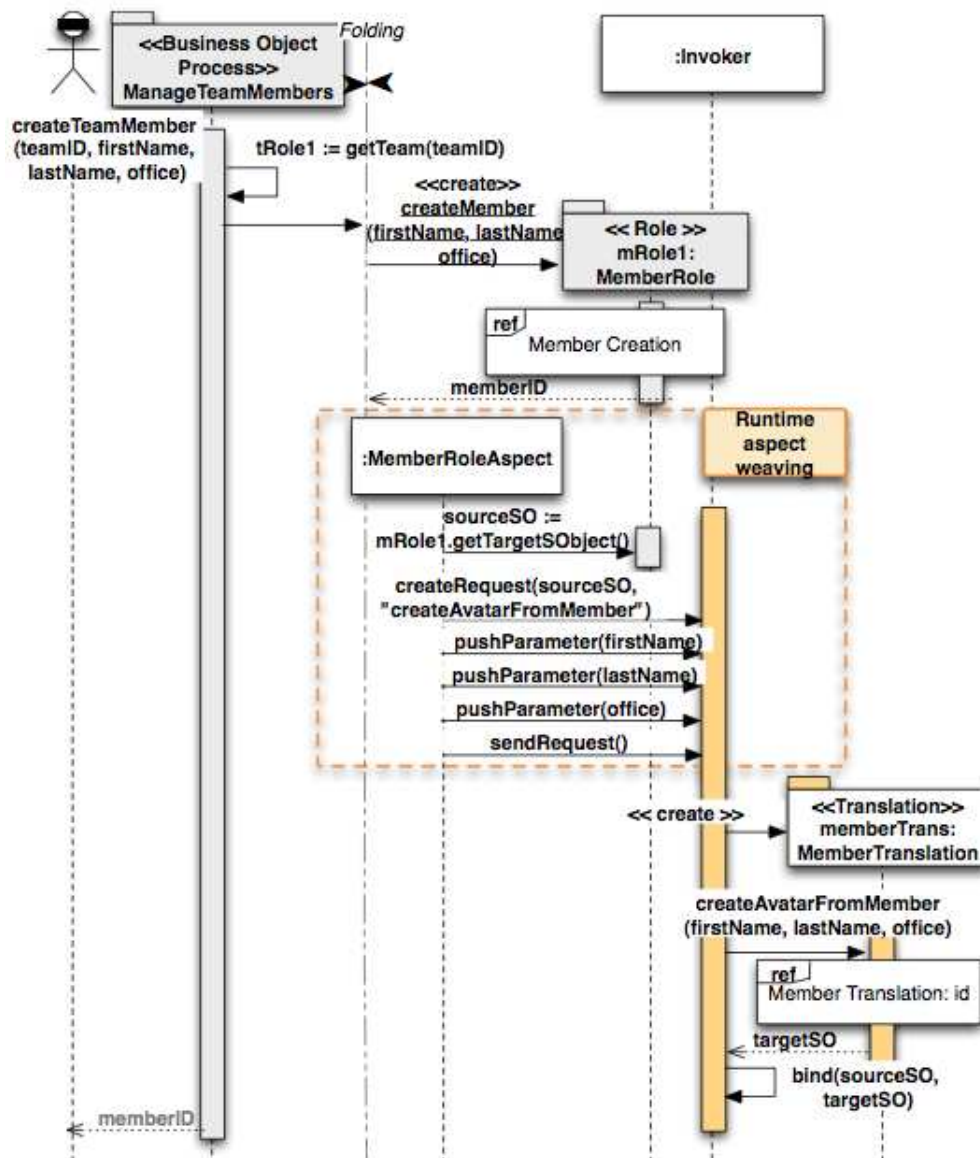 Folding
<<Business Object
Process>>
ManageTeamMembers
:Invoker
createTeamMember
(teamID, firstName,
lastName, office)
tRole1 := getTeam(teamID)
<<create>>
createMember
(firstName, lastName
office)
<< Role >>
mRole1:
MemberRole
ref
Member Creation
memberID
:MemberRoleAspect
Runtime
aspect
weaving
sourceSO :=
mRole1.getTargetSObject()
createRequest(sourceSO,
"createAvatarFromMember")
pushParameter(firstName)
pushParameter(lastName)
pushParameter(office)
sendRequest()
<< create >>
<<Translation>>
memberTrans:
MemberTranslation
createAvatarFromMember
(firstName, lastName, office)
ref
Member Translation: id
targetSO
bind(sourceSO,
targetSO)
memberID